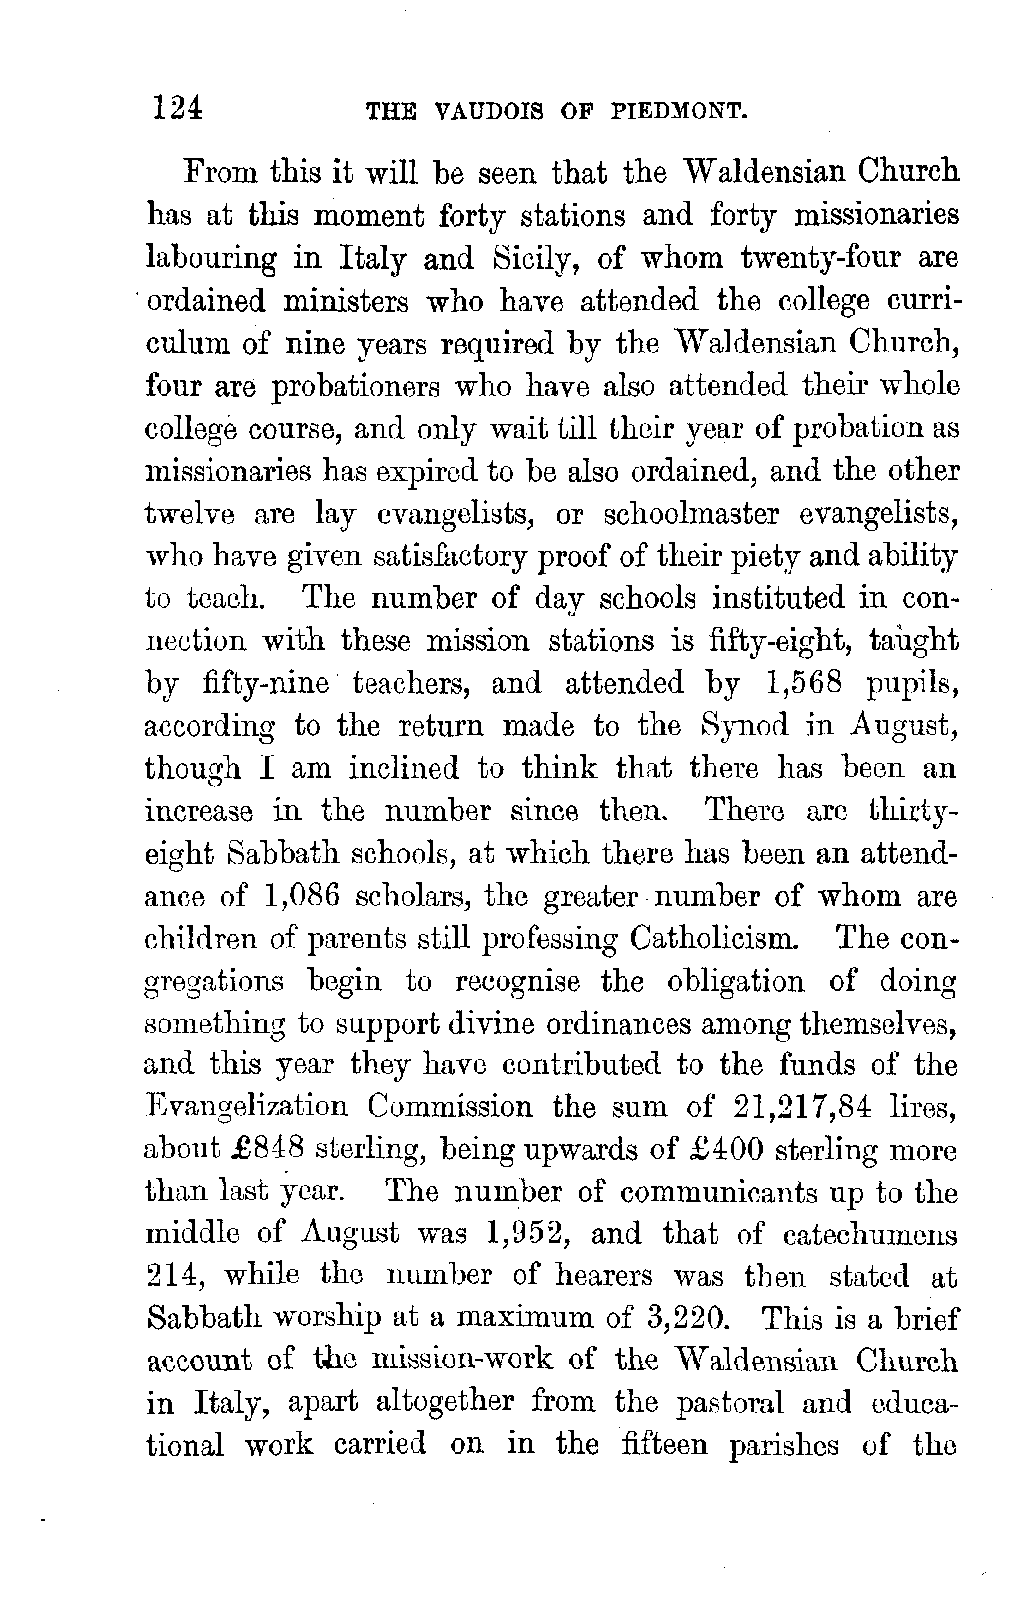 124 THE VAUDOIS OF PIEDMONT.
From this it will be seen that the Waldensian Church
has at this moment forty stations and forty missionaries
labouring in Italy and Sicily, of whom twenty-four are
ordained ministers who have attended the college curri-
culum of nine years required by the Waldensian Church,
four are probationers who have also attended their whole
college course, and only wait till their year of probation as
missionaries has expired to be also ordained, and the other
twelve are lay evangelists, or schoolmaster evangelists,
who have given satisfactory proof of their piety and ability
to teach. The number of day schools instituted in con-
nection with these mission stations is fifty-eight, taught
by fifty-nine teachers, and attended by 1,568 pupils,
according to the return made to the Synod in August,
though I am inclined to think that there has been an
increase in the number since then. There are thirty-
eight Sabbath schools, at which there has been an attend-
ance of 1,086 scholars, the greater number of whom are
children of parents still professing Catholicism. The con-
gregations begin to recognise the obligation of doing
something to support divine ordinances among themselves,
and this year they have contributed to the funds of the
Evangelization Commission the sum of 21,217,84 lires,
about £848 sterling, being upwards of £400 sterling more
than last year. The number of communicants up to the
middle of August was 1,952, and that of catechumens
214, while the number of hearers was then stated at
Sabbath worship at a maximum of 3,220. This is a brief
account of the mission-work of the Waldensian Church
in Italy, apart altogether from the pastoral and educa-
tional work carried on in the fifteen parishes of the